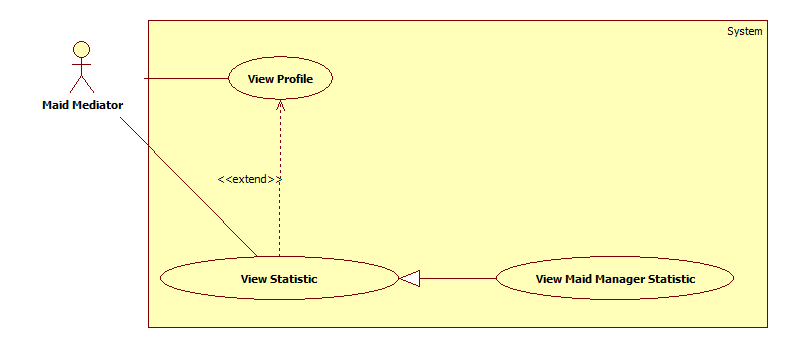 System
View Profile
Maid Mediator
<<extend>>
View Statistic
View Maid Manager Statistic